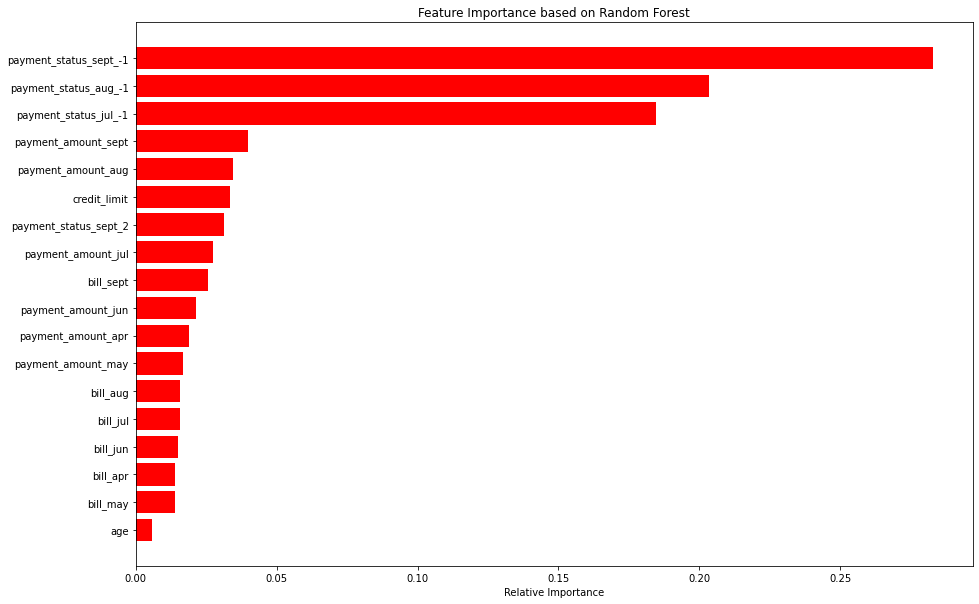 Feature Importance based on Random Forest
payment_status_sept_-1
payment_status_aug_-1
payment_status_jul_-1
payment_amount_sept
payment_amount_aug
credit_limit
payment_status_sept_2
payment_amount_jul
bill_sept
payment_amount_jun
payment_amount_apr
payment_amount_may
bill_aug
bill_jul
bill_jun
bill_apr
bill_may
age
0.00 0.05 0.10 0.15 0.20 0.25
Relative Importance